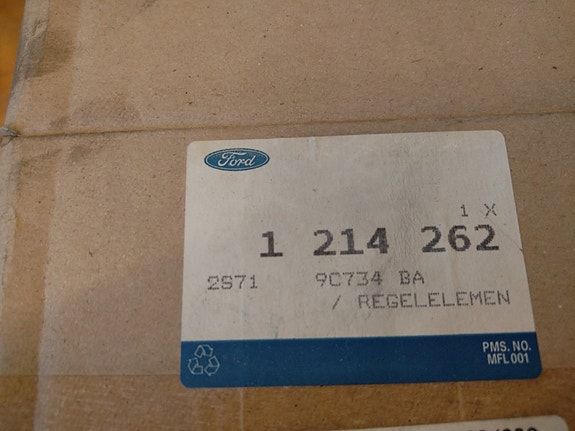 Ford
1 X
1 214 262
2S71 9C734 BA
/ REGELELEMEN
PMS. NO.
MFL 001